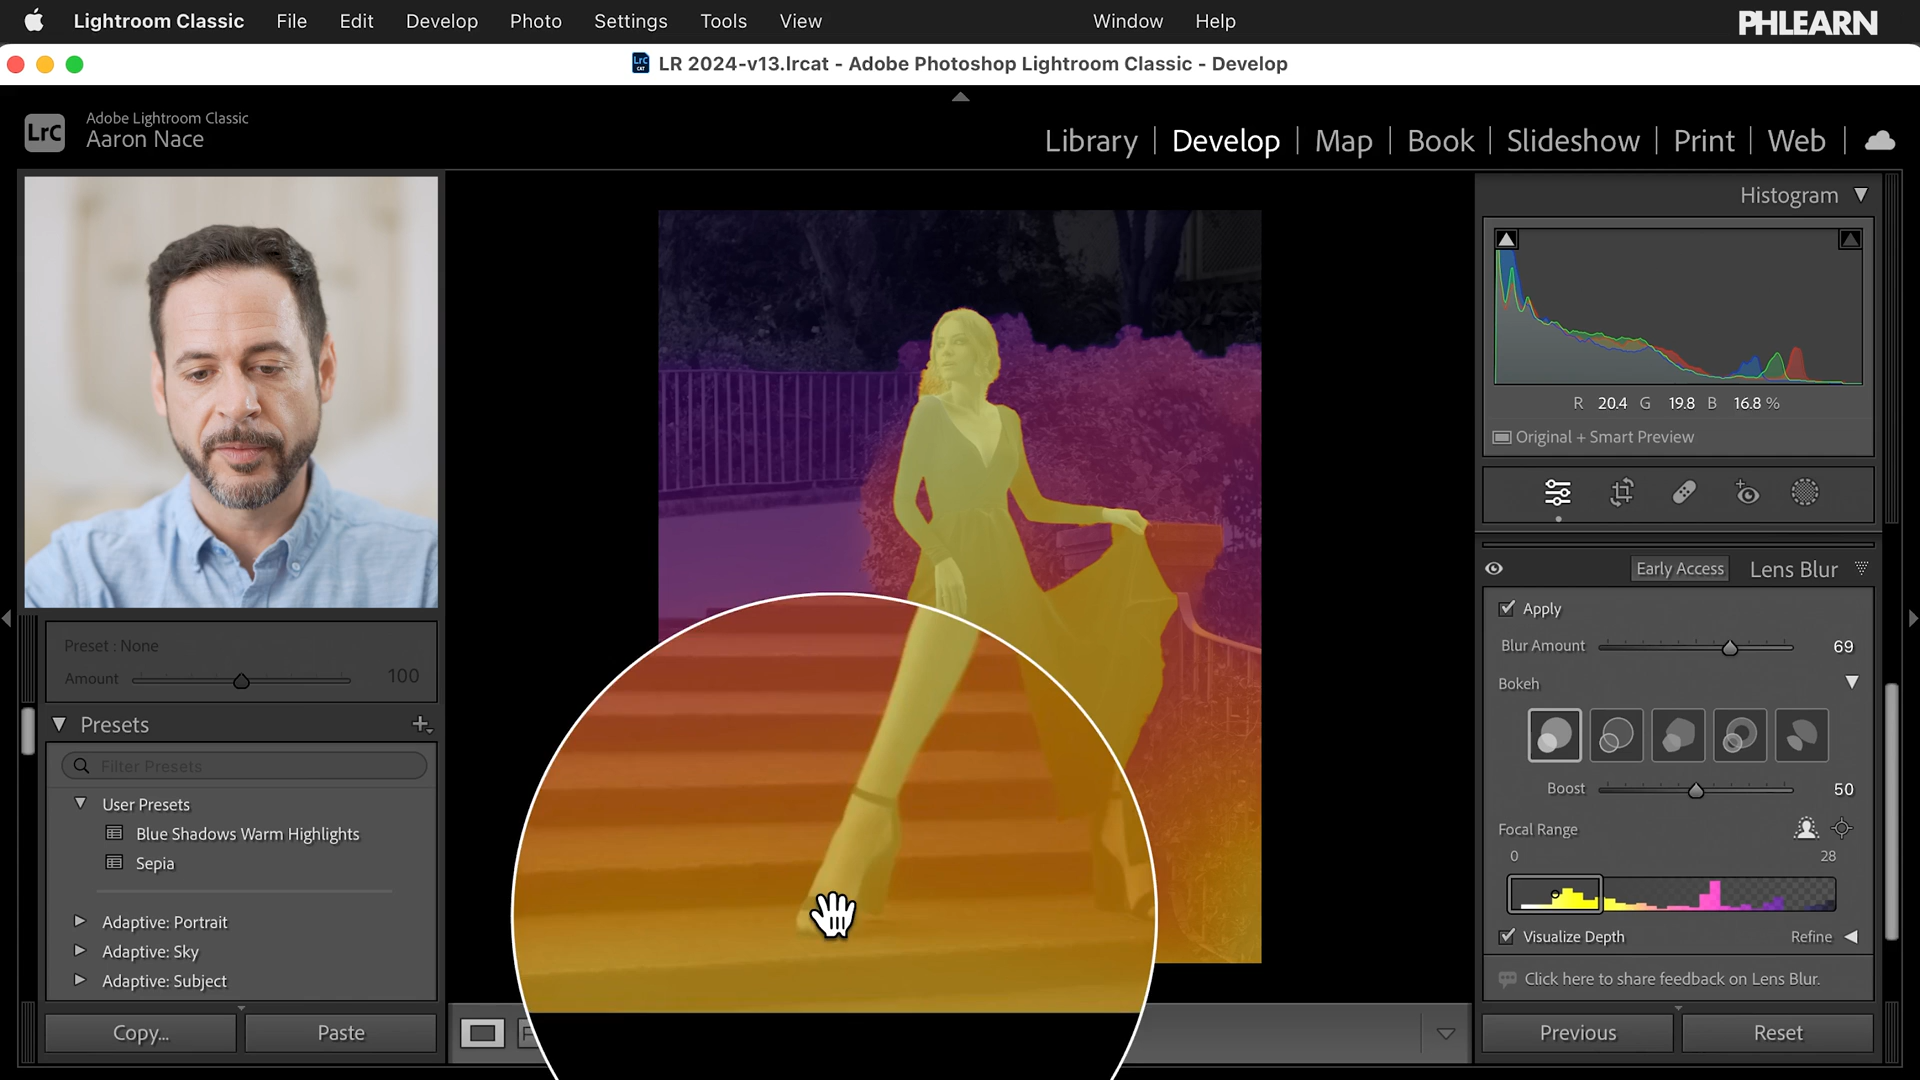 Lightroom Classic File Edit Develop Photo Settings Tools View Window Help
PHLEARN
Lrc CAT LR 2024-v13.lrcat - Adobe Photoshop Lightroom Classic - Develop
LrC
Adobe Lightroom Classic
Aaron Nace
Library | Develop | Map | Book | Slideshow | Print | Web
Histogram
R 20.4 G 19.8 B 16.8 %
Original + Smart Preview
Early Access Lens Blur
Apply
Blur Amount 69
Bokeh
Boost 50
Focal Range
0 28
Visualize Depth Refine
Click here to share feedback on Lens Blur.
Previous Reset
Preset : None
Amount 100
Presets
Filter Presets
User Presets
Blue Shadows Warm Highlights
Sepia
Adaptive: Portrait
Adaptive: Sky
Adaptive: Subject
Copy... Paste